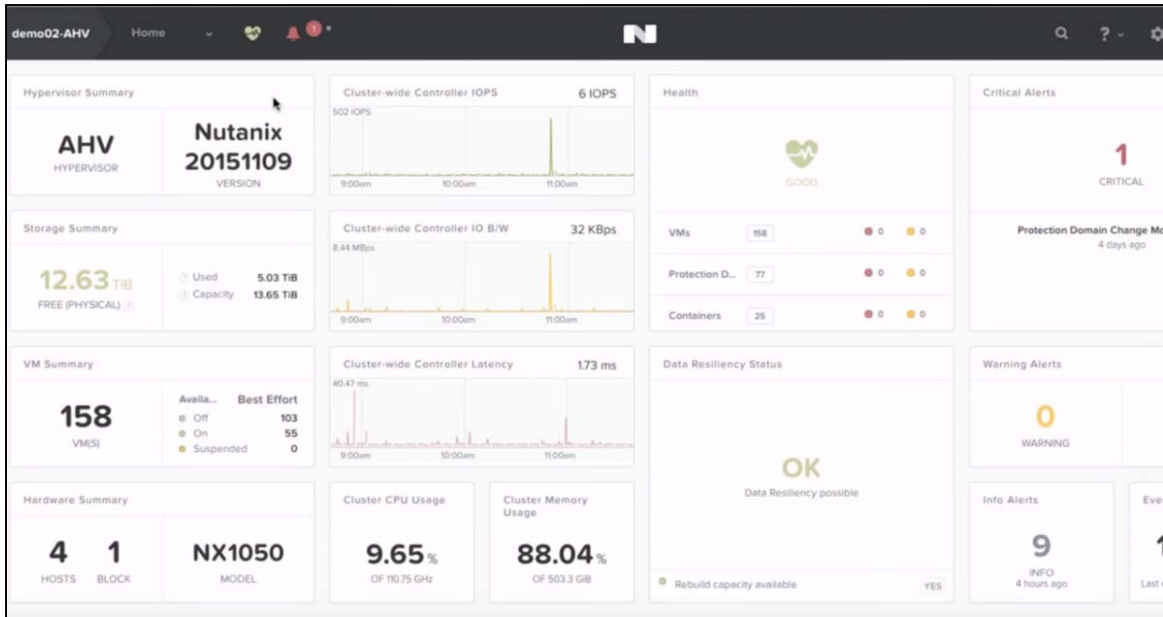 demo02-AHV
Home
1
?
Hypervisor Summary
AHV
HYPERVISOR
Nutanix
20151109
VERSION
Cluster-wide Controller IOPS 6 IOPS
502 IOPS
9:00am 10:00am 11:00am
Health
GOOD
VMs 158 0 0
Protection D... 77 0 0
Containers 25 0 0
Critical Alerts
1
CRITICAL
Protection Domain Change Mo
4 days ago
Storage Summary
12.63 TiB
FREE (PHYSICAL)
Used 5.03 TiB
Capacity 13.65 TiB
Cluster-wide Controller IO B/W 32 KBps
8.44 MBps
9:00am 10:00am 11:00am
VM Summary
158
VM(S)
Availa... Best Effort
Off 103
On 55
Suspended 0
Cluster-wide Controller Latency 1.73 ms
40.47 ms
9:00am 10:00am 11:00am
Data Resiliency Status
OK
Data Resiliency possible
Rebuild capacity available YES
Warning Alerts
0
WARNING
Hardware Summary
4 1
HOSTS BLOCK
NX1050
MODEL
Cluster CPU Usage
9.65 %
OF 110.75 GHz
Cluster Memory
Usage
88.04 %
OF 503.3 GiB
Info Alerts
9
INFO
4 hours ago
Eve
1
Last